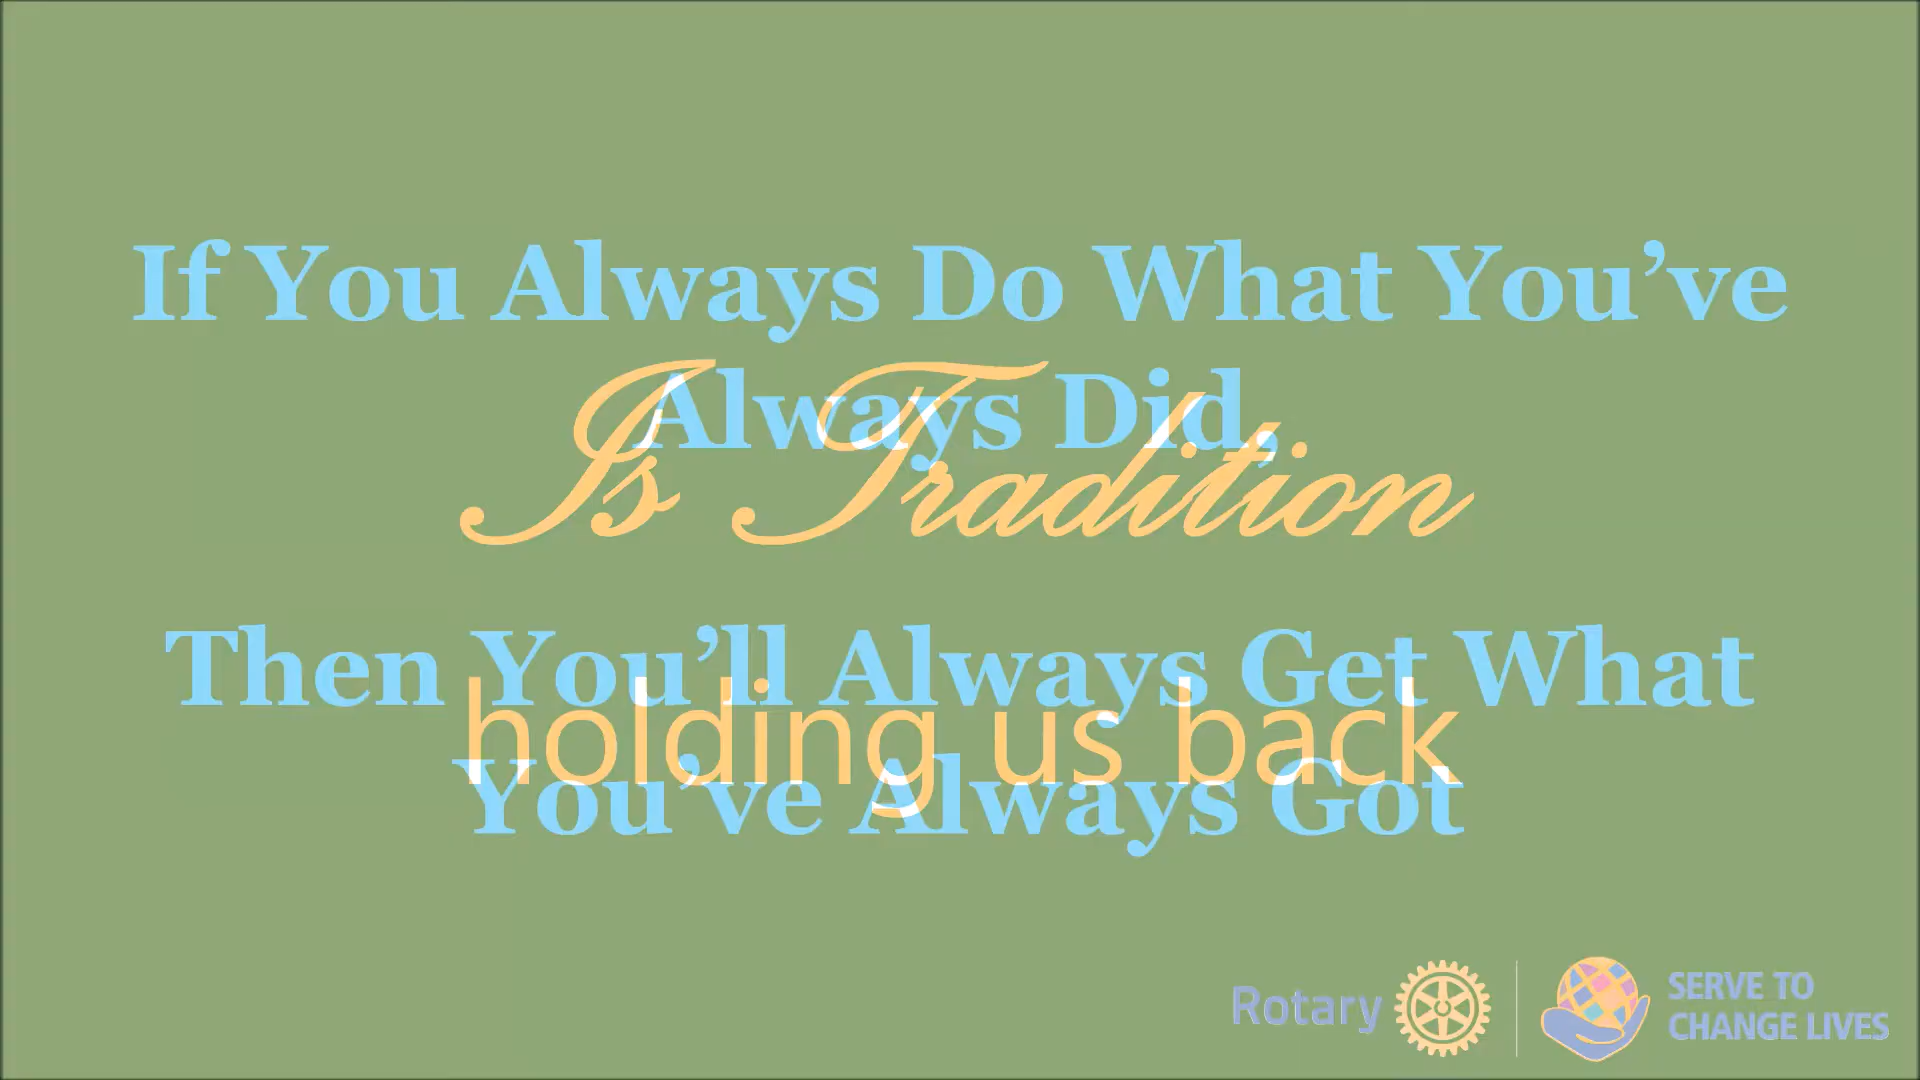 If You Always Do What You’ve
Always Did,
Is Tradition
Then You’ll Always Get What
holding us back
You’ve Always Got
Rotary
SERVE TO
CHANGE LIVES